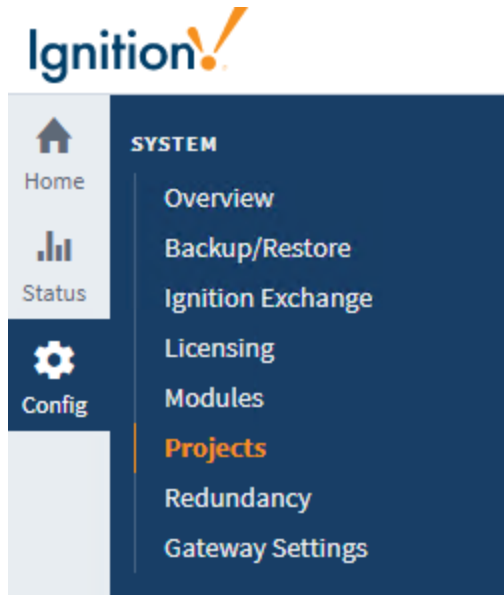 Ignition!
Home
Status
Config
SYSTEM
Overview
Backup/Restore
Ignition Exchange
Licensing
Modules
Projects
Redundancy
Gateway Settings